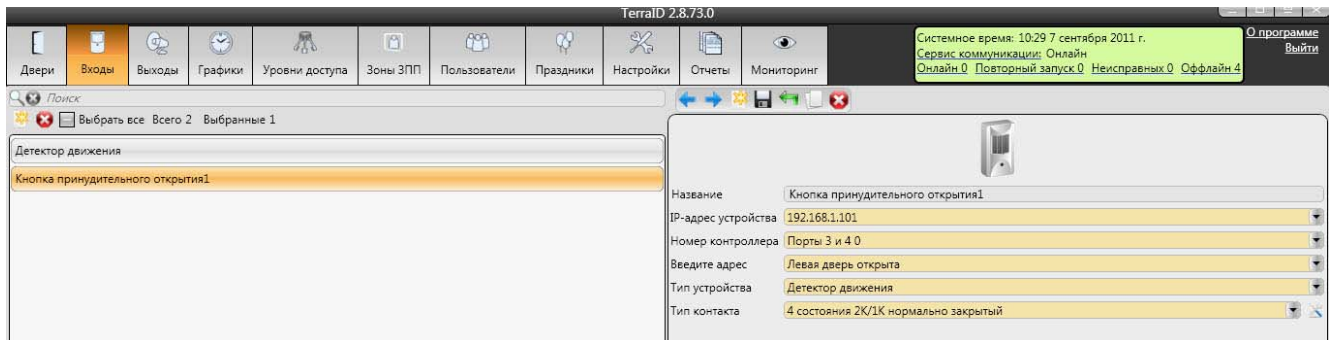 TerraID 2.8.73.0
Двери
Входы
Выходы
Графики
Уровни доступа
Зоны ЗПП
Пользователи
Праздники
Настройки
Отчеты
Мониторинг
Системное время: 10:29 7 сентября 2011 г.
Сервис коммуникации: Онлайн
Онлайн 0 Повторный запуск 0 Неисправных 0 Оффлайн 4
О программе
Выйти
Поиск
Выбрать все Всего 2 Выбранные 1
Детектор движения
Кнопка принудительного открытия1
Название Кнопка принудительного открытия1
IP-адрес устройства 192.168.1.101
Номер контроллера Порты 3 и 4 0
Введите адрес Левая дверь открыта
Тип устройства Детектор движения
Тип контакта 4 состояния 2К/1К нормально закрытый